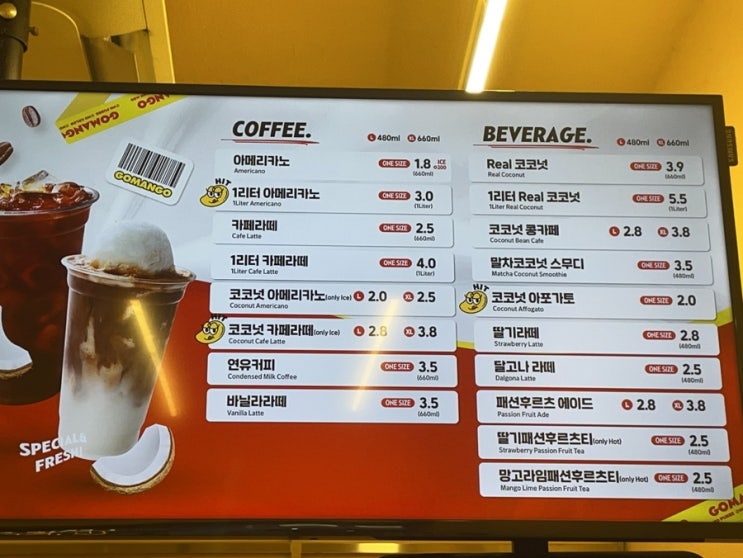 GOMANGO
GOMANGO
COFFEE.
L 480ml XL 660ml
아메리카노 ONE SIZE 1.8 ICE
Americano (660ml)
HIT
1리터 아메리카노 ONE SIZE 3.0
1Liter Americano (1Liter)
카페라떼 ONE SIZE 2.5
Cafe Latte (660ml)
1리터 카페라떼 ONE SIZE 4.0
1Liter Cafe Latte (1Liter)
코코넛 아메리카노(only Ice) L 2.0 XL 2.5
Coconut Americano
HIT
코코넛 카페라떼(only Ice) L 2.8 XL 3.8
Coconut Cafe Latte
연유커피 ONE SIZE 3.5
Condensed Milk Coffee (660ml)
바닐라라떼 ONE SIZE 3.5
Vanilla Latte (660ml)
BEVERAGE.
L 480ml XL 660ml
Real 코코넛 ONE SIZE 3.9
Real Coconut (660ml)
1리터 Real 코코넛 ONE SIZE 5.5
1Liter Real Coconut (1Liter)
코코넛 콩카페 L 2.8 XL 3.8
Coconut Bean Cafe
말차코코넛 스무디 ONE SIZE 3.5
Matcha Coconut Smoothie (480ml)
HIT
코코넛 아포가토 ONE SIZE 2.0
Coconut Affogato
딸기라떼 ONE SIZE 2.8
Strawberry Latte (480ml)
달고나 라떼 ONE SIZE 2.5
Dalgona Latte (480ml)
패션후르츠 에이드 L 2.8 XL 3.8
Passion Fruit Ade
딸기패션후르츠티(only Hot) ONE SIZE 2.5
Strawberry Passion Fruit Tea (480ml)
망고라임패션후르츠티(only Hot) ONE SIZE 2.5
Mango Lime Passion Fruit Tea (480ml)
SPECIAL &
FRESH!